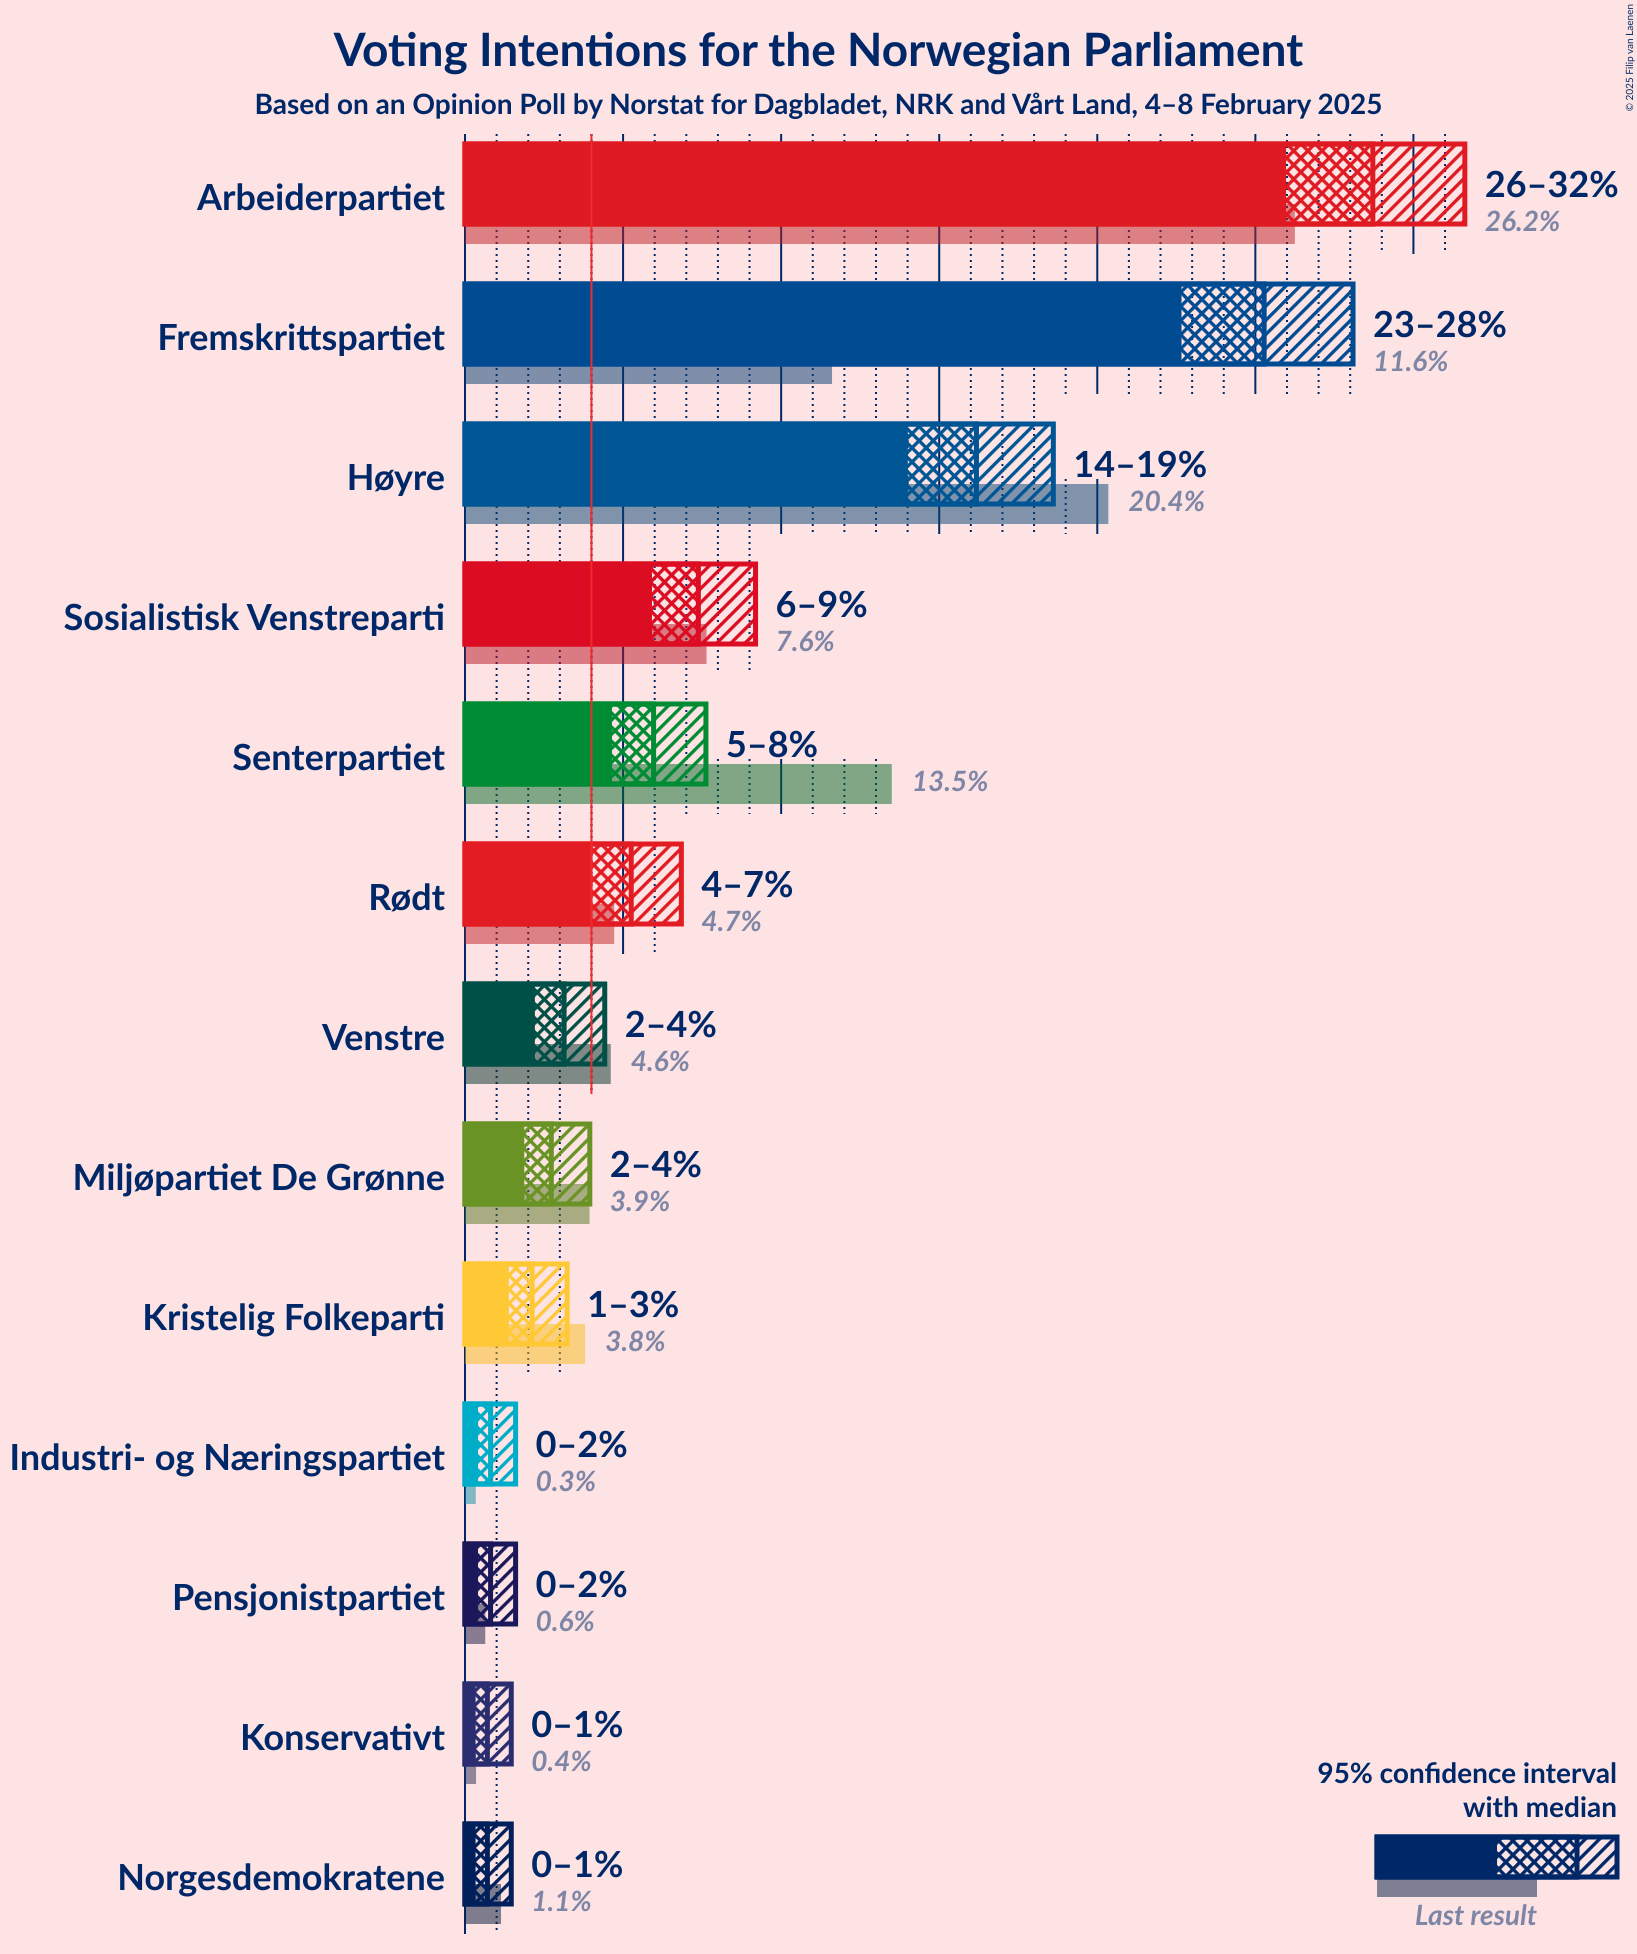 Voting Intentions for the Norwegian Parliament
Based on an Opinion Poll by Norstat for Dagbladet, NRK and Vårt Land, 4–8 February 2025
© 2025 Filip van Laenen
Arbeiderpartiet
26–32%
26.2%
Fremskrittspartiet
23–28%
11.6%
Høyre
14–19%
20.4%
Sosialistisk Venstreparti
6–9%
7.6%
Senterpartiet
5–8%
13.5%
Rødt
4–7%
4.7%
Venstre
2–4%
4.6%
Miljøpartiet De Grønne
2–4%
3.9%
Kristelig Folkeparti
1–3%
3.8%
Industri- og Næringspartiet
0–2%
0.3%
Pensjonistpartiet
0–2%
0.6%
Konservativt
0–1%
0.4%
Norgesdemokratene
0–1%
1.1%
95% confidence interval
with median
Last result